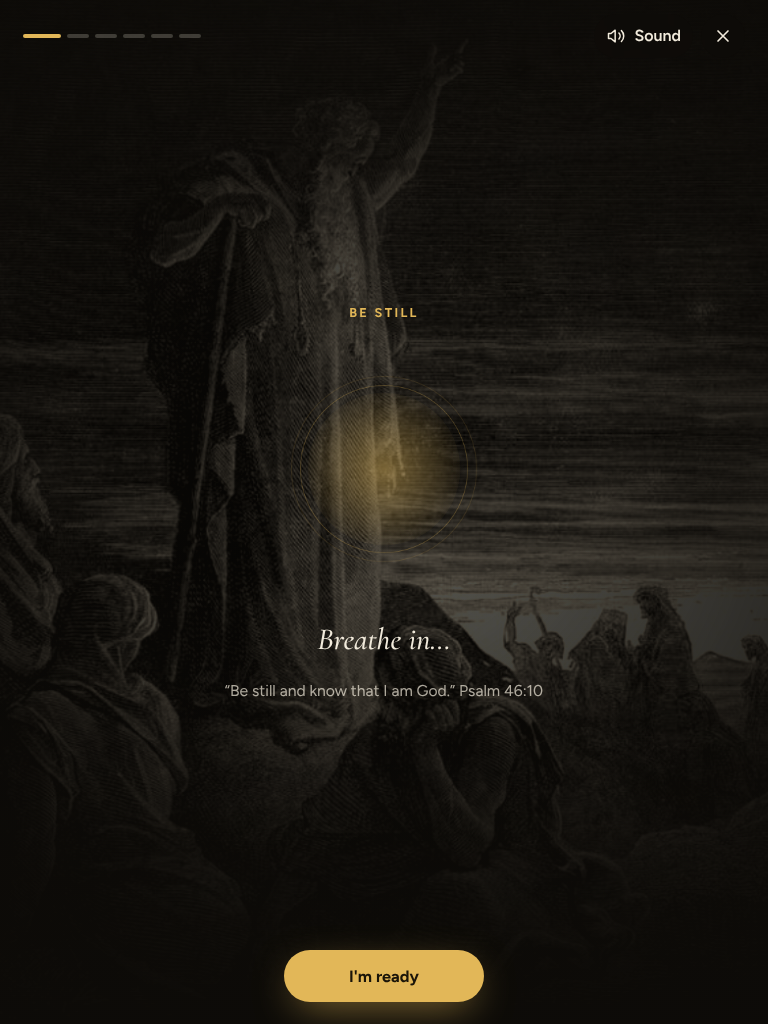 Sound
BE STILL
Breathe in...
“Be still and know that I am God.” Psalm 46:10
I'm ready